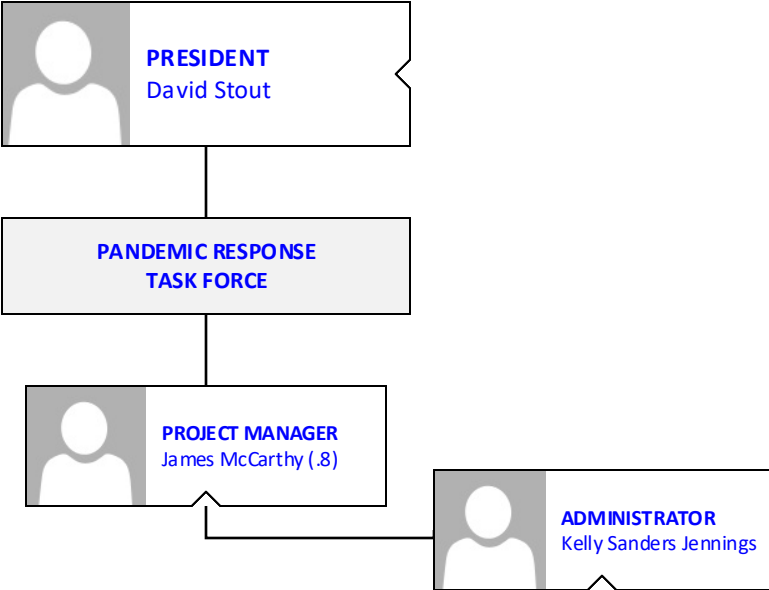 PRESIDENT
David Stout
PANDEMIC RESPONSE
TASK FORCE
PROJECT MANAGER
James McCarthy (.8)
ADMINISTRATOR
Kelly Sanders Jennings